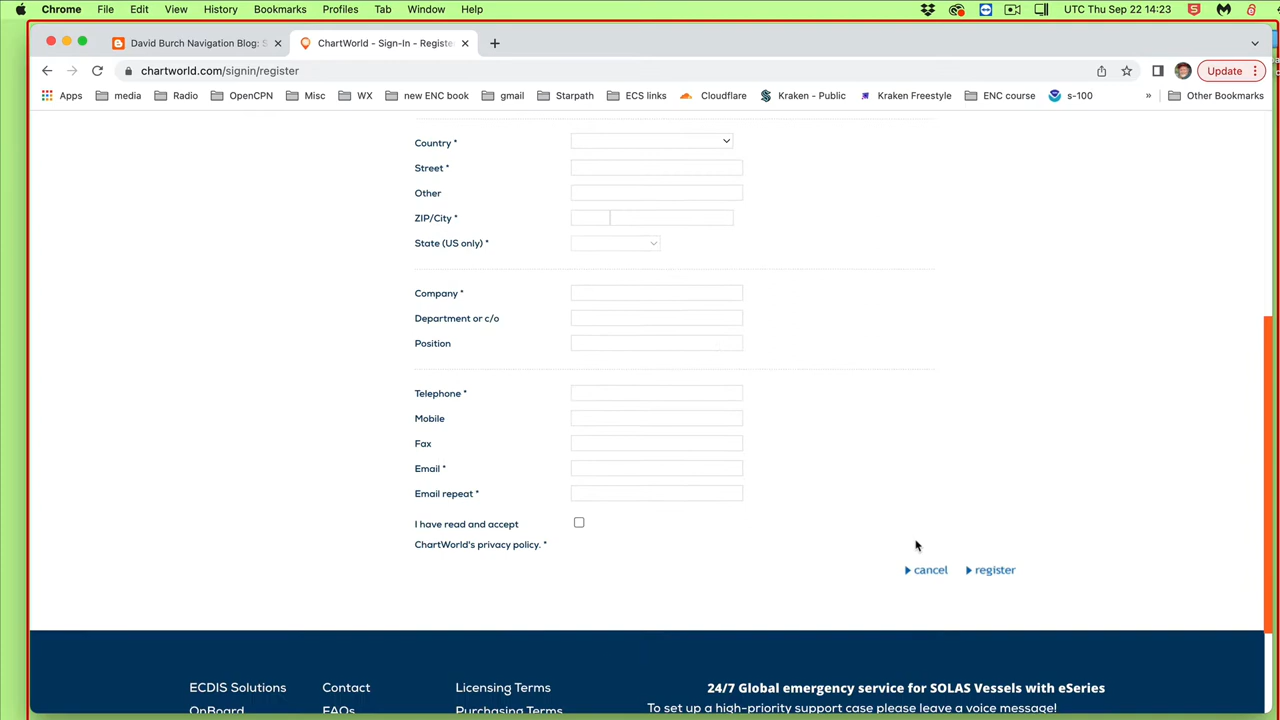 Chrome File Edit View History Bookmarks Profiles Tab Window Help UTC Thu Sep 22 14:23
David Burch Navigation Blog: S ChartWorld - Sign-In - Registe
chartworld.com/signin/register Update
Apps media Radio OpenCPN Misc WX new ENC book gmail Starpath ECS links Cloudflare Kraken - Public Kraken Freestyle ENC course s-100 » Other Bookmarks
Country *
Street *
Other
ZIP/City *
State (US only) *
Company *
Department or c/o
Position
Telephone *
Mobile
Fax
Email *
Email repeat *
I have read and accept
ChartWorld's privacy policy. *
cancel register
ECDIS Solutions Contact Licensing Terms 24/7 Global emergency service for SOLAS Vessels with eSeries
OnBoard FAQs Purchasing Terms To set up a high-priority support case please leave a voice message!